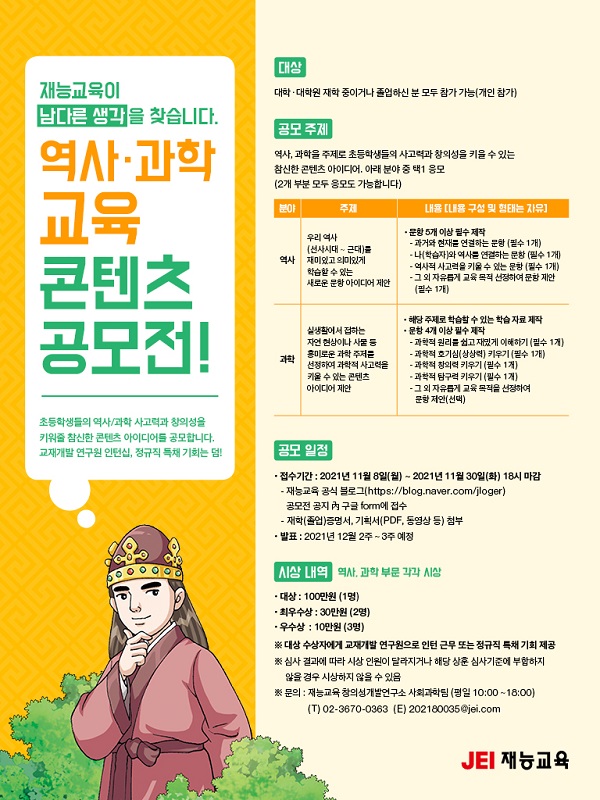 재능교육이
남다른 생각을 찾습니다.
역사·과학
교육
콘텐츠
공모전!
초등학생들의 역사/과학 사고력과 창의성을
키워줄 참신한 콘텐츠 아이디어를 공모합니다.
교재개발 연구원 인턴십, 정규직 특채 기회는 덤!
대상
대학·대학원 재학 중이거나 졸업하신 분 모두 참가 가능(개인 참가)
공모 주제
역사, 과학을 주제로 초등학생들의 사고력과 창의성을 키울 수 있는
참신한 콘텐츠 아이디어. 아래 분야 중 택1 응모
(2개 부분 모두 응모도 가능합니다)
분야 주제 내용 [내용 구성 및 형태는 자유]
역사
우리 역사
(선사시대 ~ 근대)를
재미있고 의미있게
학습할 수 있는
새로운 문항 아이디어 제안
• 문항 5개 이상 필수 제작
- 과거와 현재를 연결하는 문항 (필수 1개)
- 나(학습자)와 역사를 연결하는 문항 (필수 1개)
- 역사적 사고력을 키울 수 있는 문항 (필수 1개)
- 그 외 자유롭게 교육 목적 선정하여 문항 제안
(필수 1개)
과학
실생활에서 접하는
자연 현상이나 사물 등
흥미로운 과학 주제를
선정하여 과학적 사고력을
키울 수 있는 콘텐츠
아이디어 제안
• 해당 주제로 학습할 수 있는 학습 자료 제작
• 문항 4개 이상 필수 제작
- 과학적 원리를 쉽고 재밌게 이해하기 (필수 1개)
- 과학적 호기심(상상력) 키우기 (필수 1개)
- 과학적 창의력 키우기 (필수 1개)
- 과학적 탐구력 키우기 (필수 1개)
- 그 외 자유롭게 교육 목적을 선정하여
문항 제안(선택)
공모 일정
• 접수기간 : 2021년 11월 8일(월) ~ 2021년 11월 30일(화) 18시 마감
- 재능교육 공식 블로그(https://blog.naver.com/jloger)
공모전 공지 內 구글 form에 접수
- 재학(졸업)증명서, 기획서(PDF, 동영상 등) 첨부
• 발표 : 2021년 12월 2주 ~ 3주 예정
시상 내역 역사, 과학 부문 각각 시상
• 대상 : 100만원 (1명)
• 최우수상 : 30만원 (2명)
• 우수상 : 10만원 (3명)
※ 대상 수상자에게 교재개발 연구원으로 인턴 근무 또는 정규직 특채 기회 제공
※ 심사 결과에 따라 시상 인원이 달라지거나 해당 상훈 심사기준에 부합하지
않을 경우 시상하지 않을 수 있음
※ 문의 : 재능교육 창의성개발연구소 사회과학팀 (평일 10:00 ~18:00)
(T) 02-3670-0363 (E) 202180035@jei.com
JEI 재능교육